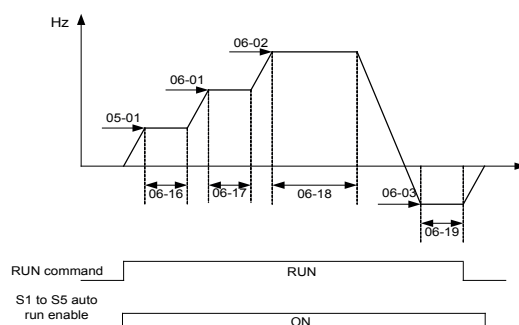 Hz
06-02
06-01
05-01
06-16
06-17
06-18
06-03
06-19
RUN command
RUN
S1 to S5 auto
run enable
ON